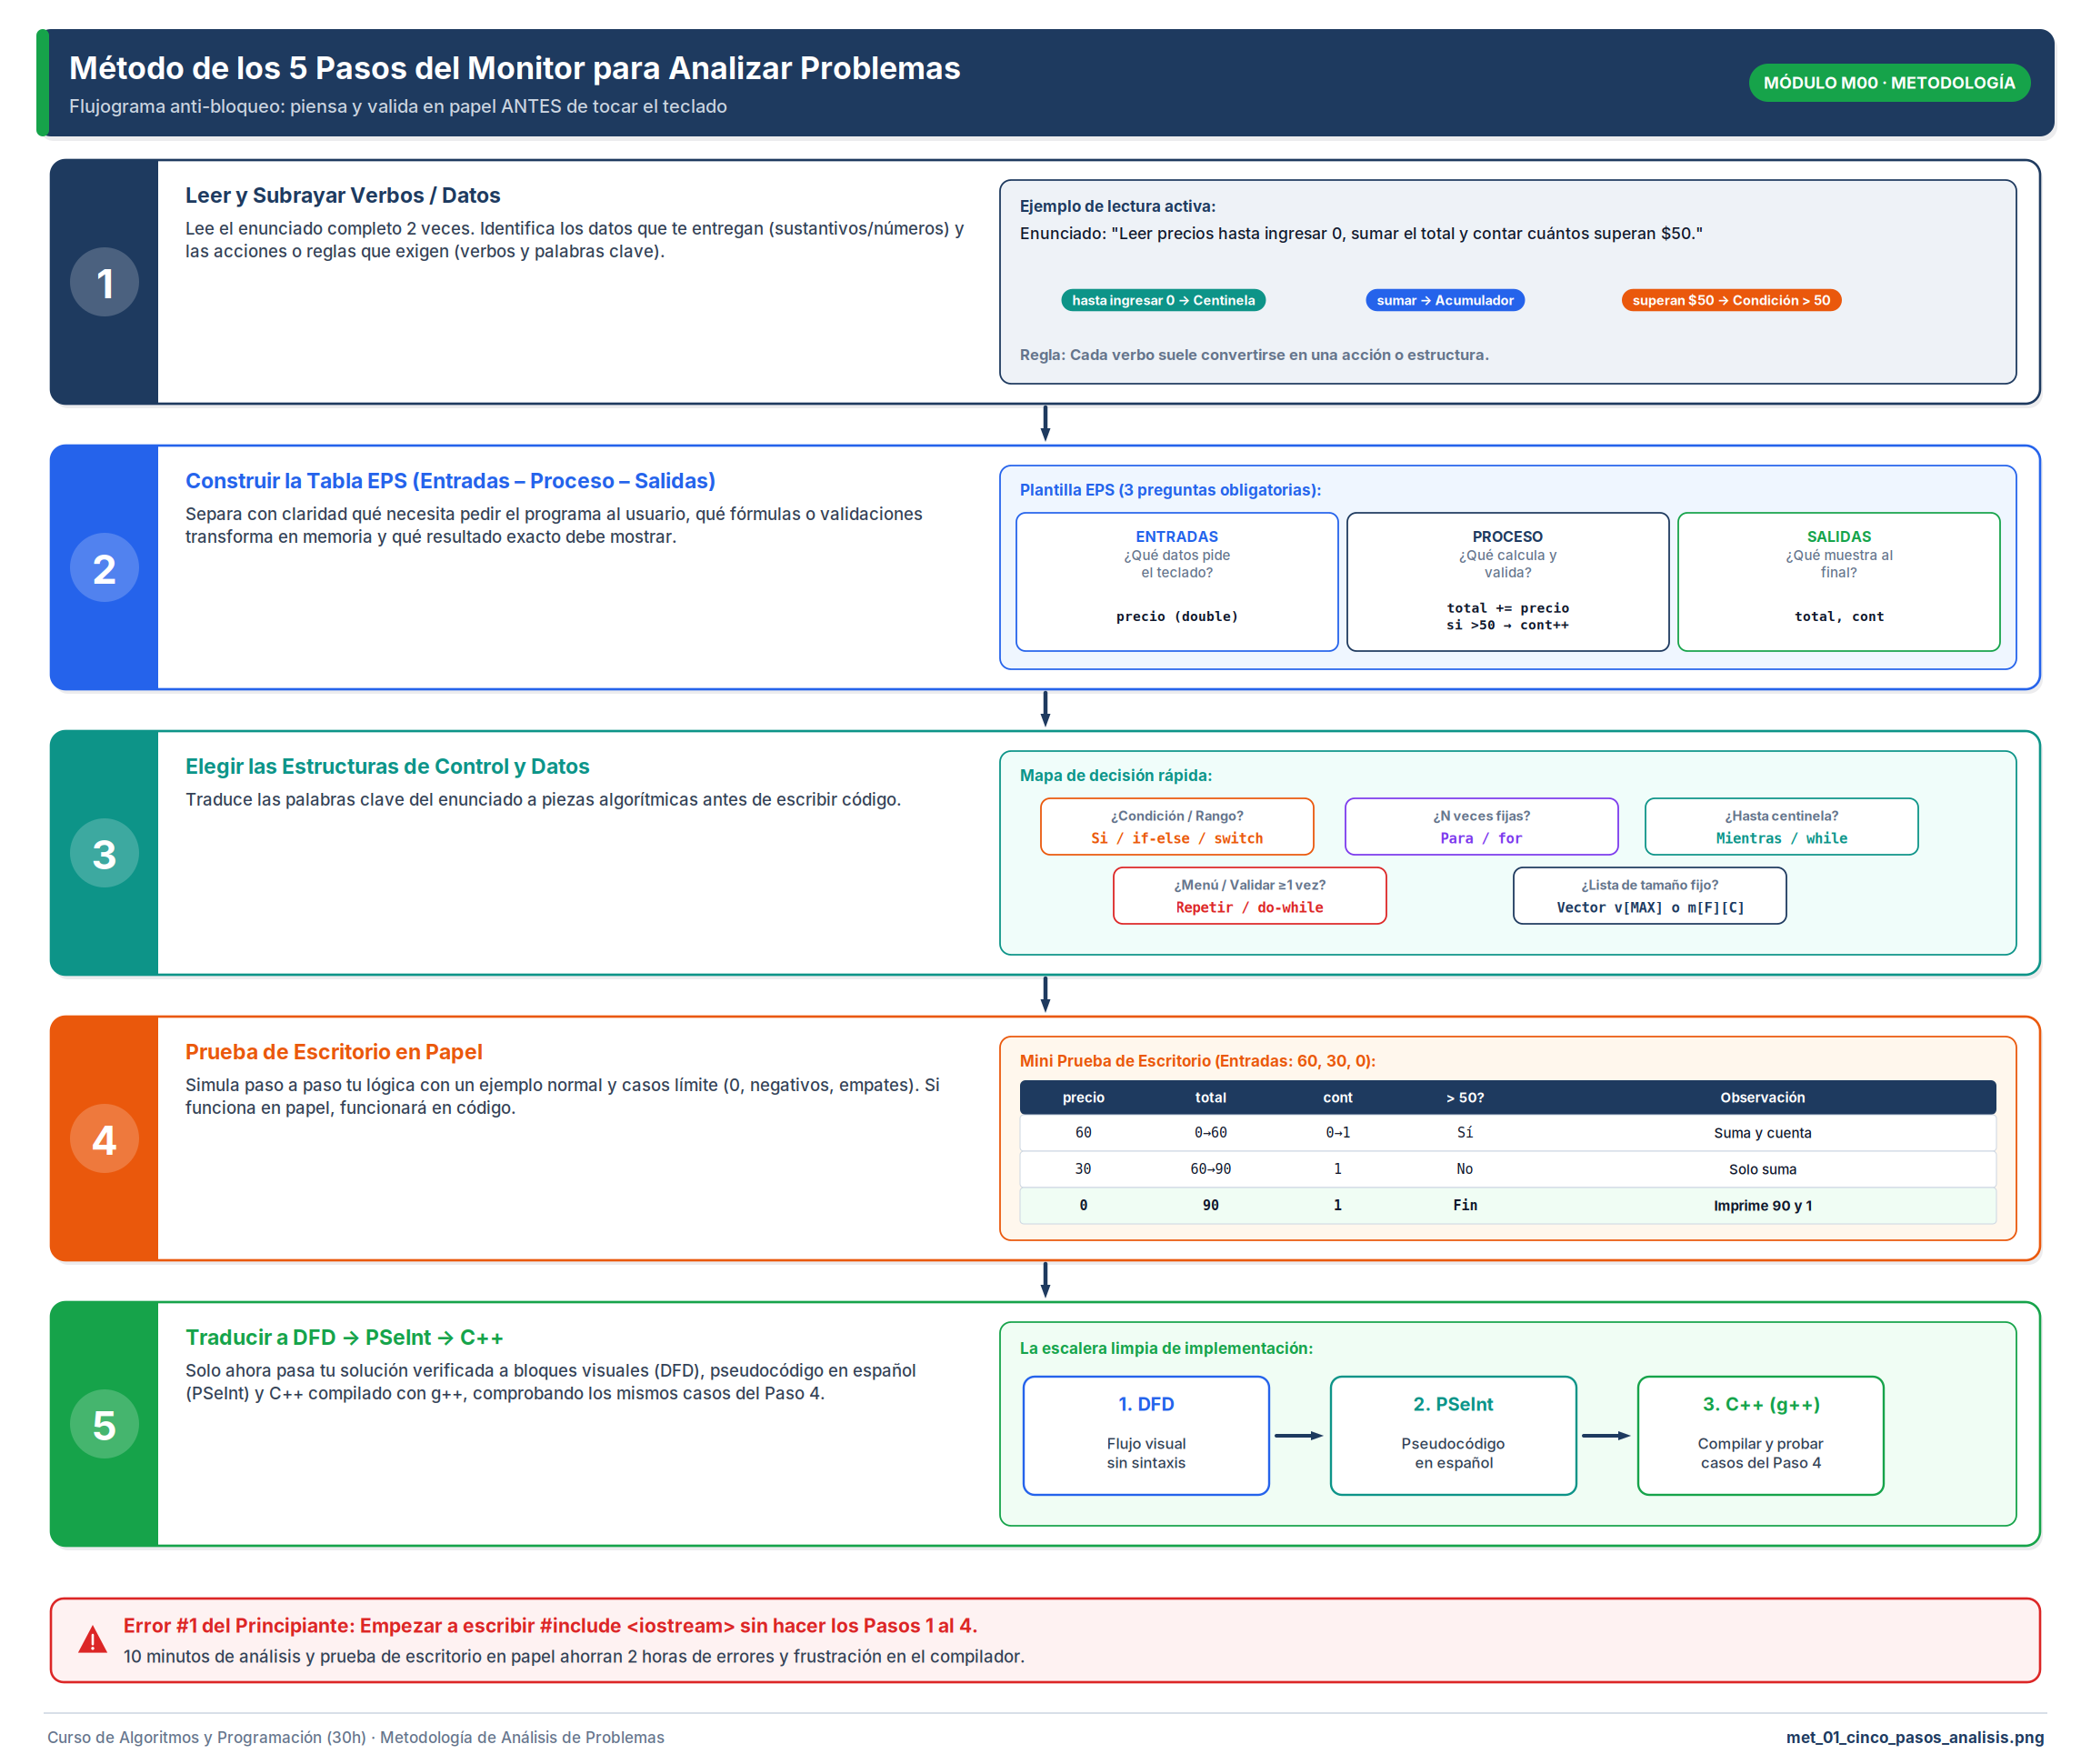 Método de los 5 Pasos del Monitor para Analizar Problemas
Flujograma anti-bloqueo: piensa y valida en papel ANTES de tocar el teclado
MÓDULO M00 · METODOLOGÍA
1
Leer y Subrayar Verbos / Datos
Lee el enunciado completo 2 veces. Identifica los datos que te entregan (sustantivos/números) y
las acciones o reglas que exigen (verbos y palabras clave).
Ejemplo de lectura activa:
Enunciado: "Leer precios hasta ingresar 0, sumar el total y contar cuántos superan $50."
hasta ingresar 0 → Centinela
sumar → Acumulador
superan $50 → Condición > 50
Regla: Cada verbo suele convertirse en una acción o estructura.
2
Construir la Tabla EPS (Entradas – Proceso – Salidas)
Separa con claridad qué necesita pedir el programa al usuario, qué fórmulas o validaciones
transforma en memoria y qué resultado exacto debe mostrar.
Plantilla EPS (3 preguntas obligatorias):
ENTRADAS
¿Qué datos pide
el teclado?
precio (double)
PROCESO
¿Qué calcula y
valida?
total += precio
si >50 → cont++
SALIDAS
¿Qué muestra al
final?
total, cont
3
Elegir las Estructuras de Control y Datos
Traduce las palabras clave del enunciado a piezas algorítmicas antes de escribir código.
Mapa de decisión rápida:
¿Condición / Rango?
Si / if-else / switch
¿N veces fijas?
Para / for
¿Hasta centinela?
Mientras / while
¿Menú / Validar ≥1 vez?
Repetir / do-while
¿Lista de tamaño fijo?
Vector v[MAX] o m[F][C]
4
Prueba de Escritorio en Papel
Simula paso a paso tu lógica con un ejemplo normal y casos límite (0, negativos, empates). Si
funciona en papel, funcionará en código.
Mini Prueba de Escritorio (Entradas: 60, 30, 0):
precio total cont > 50? Observación
60 0→60 0→1 Sí Suma y cuenta
30 60→90 1 No Solo suma
0 90 1 Fin Imprime 90 y 1
5
Traducir a DFD → PSeInt → C++
Solo ahora pasa tu solución verificada a bloques visuales (DFD), pseudocódigo en español
(PSeInt) y C++ compilado con g++, comprobando los mismos casos del Paso 4.
La escalera limpia de implementación:
1. DFD
Flujo visual
sin sintaxis
2. PSeInt
Pseudocódigo
en español
3. C++ (g++)
Compilar y probar
casos del Paso 4
Error #1 del Principiante: Empezar a escribir #include <iostream> sin hacer los Pasos 1 al 4.
10 minutos de análisis y prueba de escritorio en papel ahorran 2 horas de errores y frustración en el compilador.
Curso de Algoritmos y Programación (30h) · Metodología de Análisis de Problemas
met_01_cinco_pasos_analisis.png